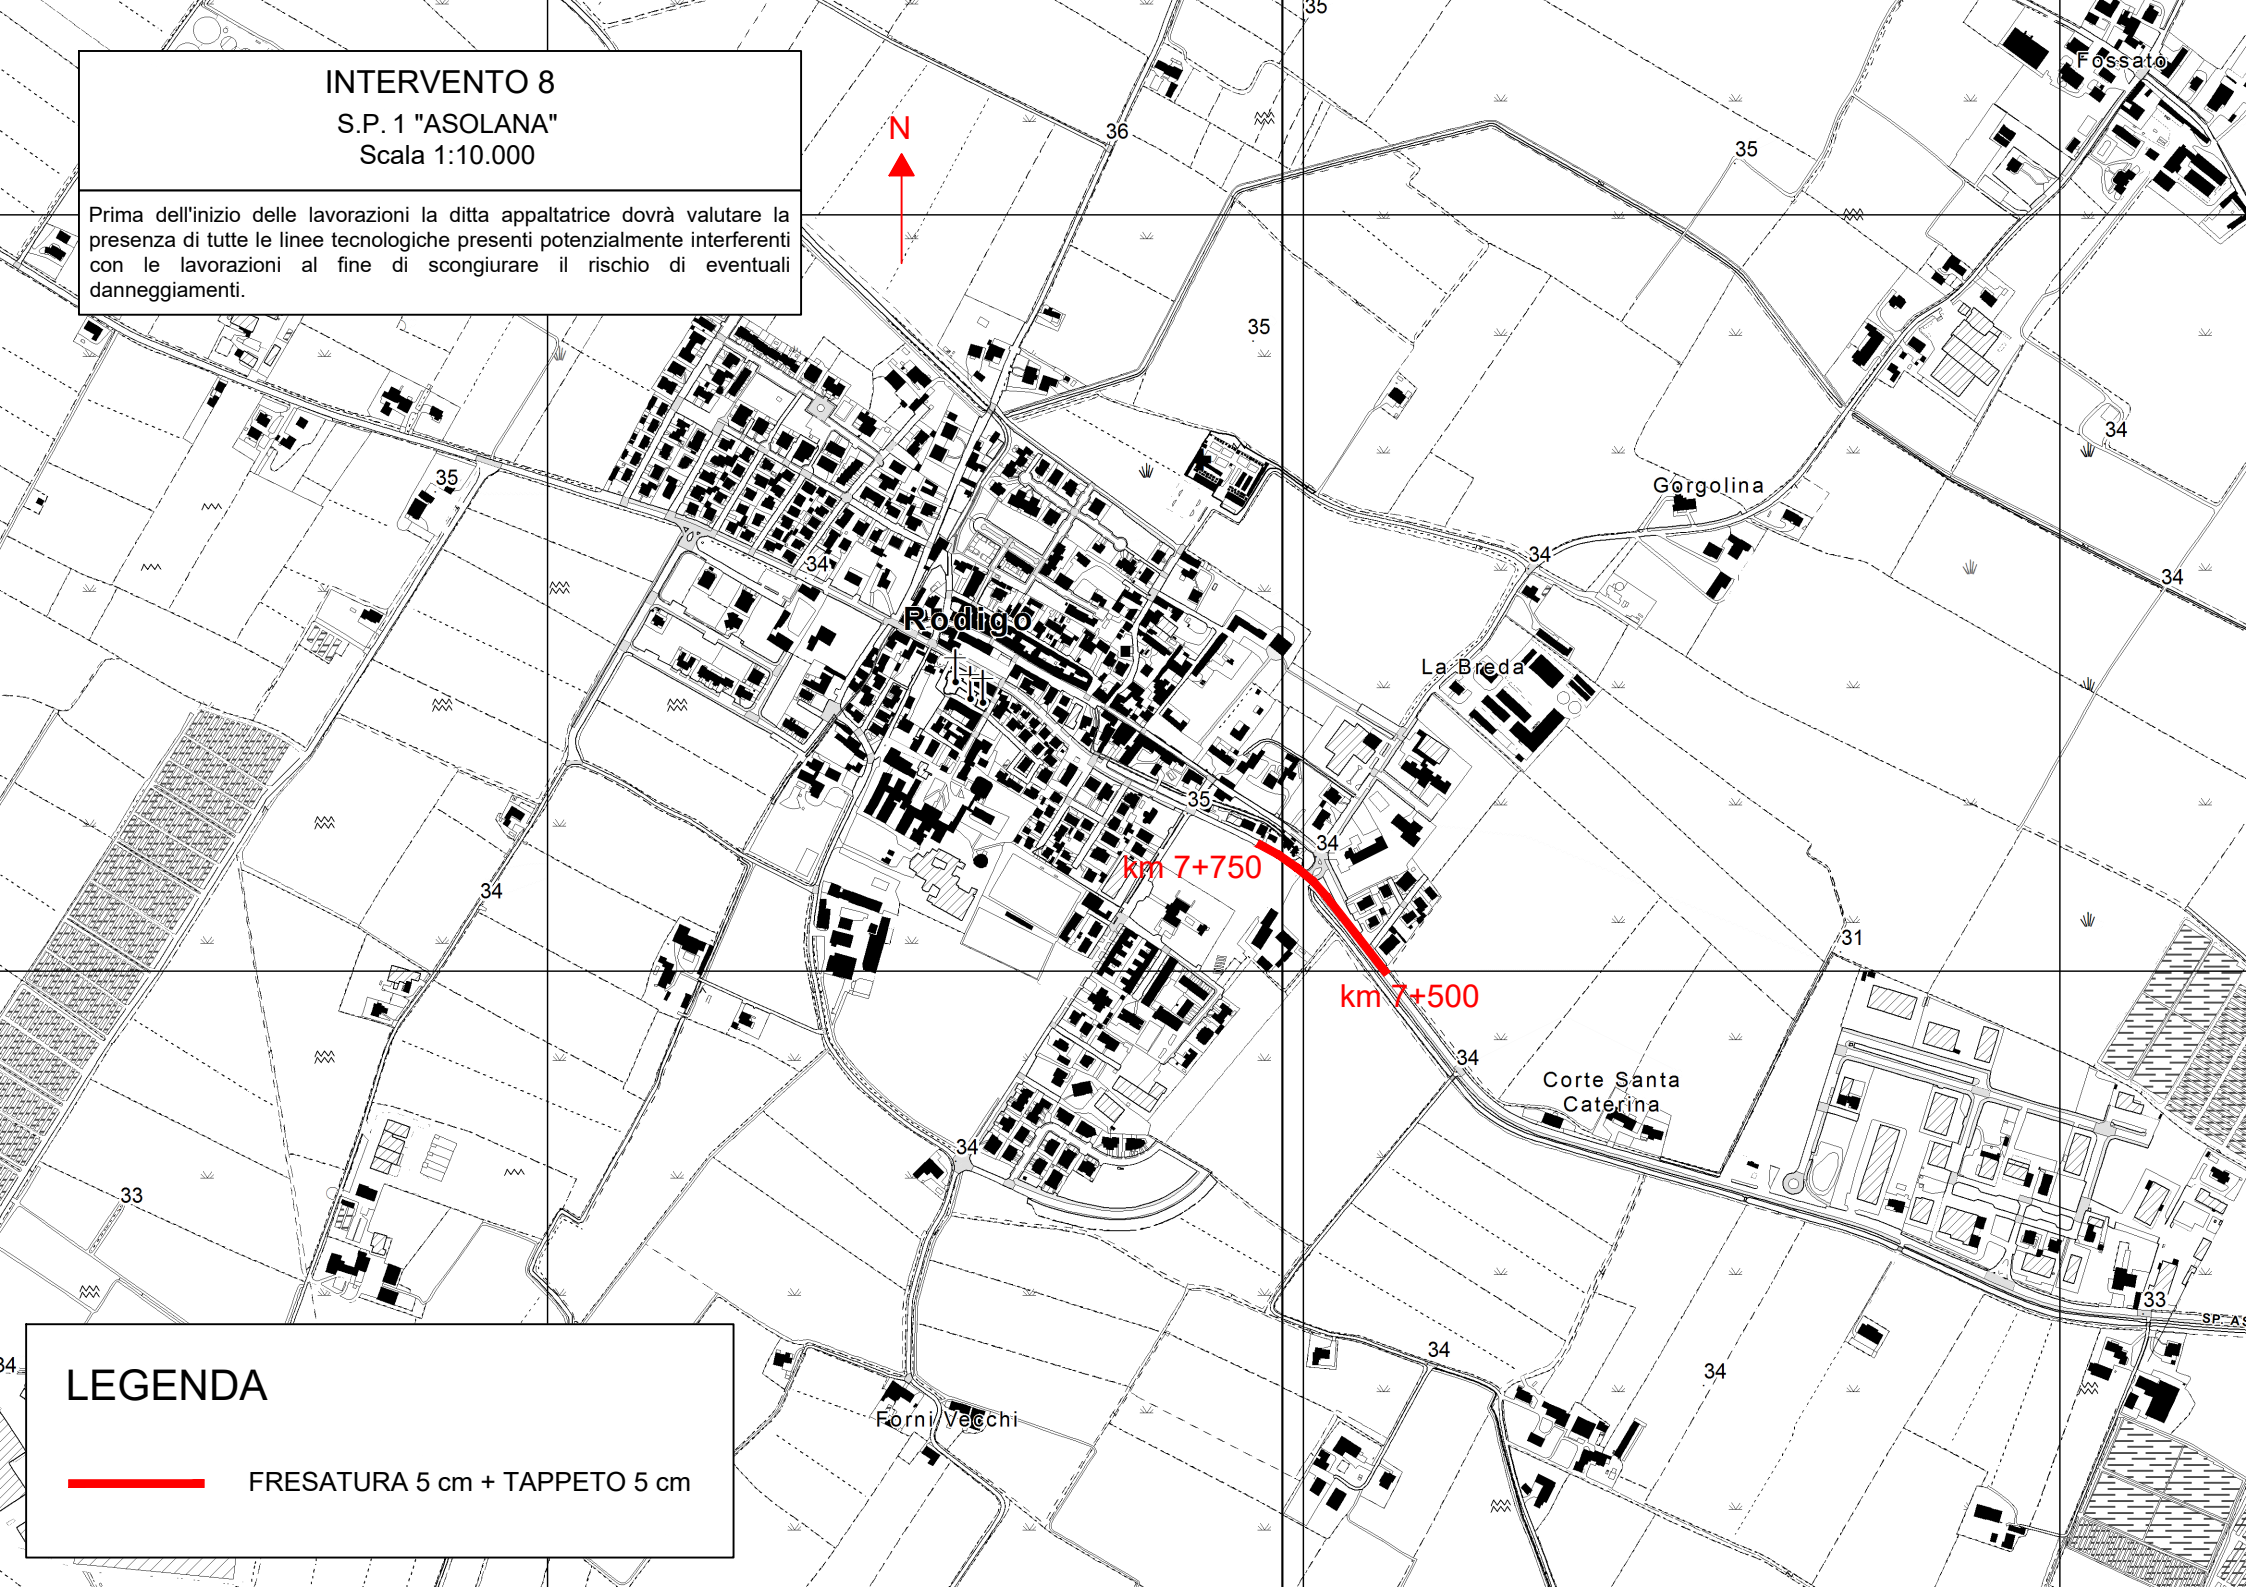 INTERVENTO 8
S.P. 1 "ASOLANA"
Scala 1:10.000
Prima dell'inizio delle lavorazioni la ditta appaltatrice dovrà valutare la
presenza di tutte le linee tecnologiche presenti potenzialmente interferenti
con le lavorazioni al fine di scongiurare il rischio di eventuali
danneggiamenti.
N
35
Fossato
36
35
35
34
35
Gorgolina
34
34
34
Rodigo
La Breda
35
34
km 7+750
34
31
km 7+500
34
Corte Santa
Caterina
34
33
33
SP. AS
34
34
34
Forni Vecchi
LEGENDA
FRESATURA 5 cm + TAPPETO 5 cm